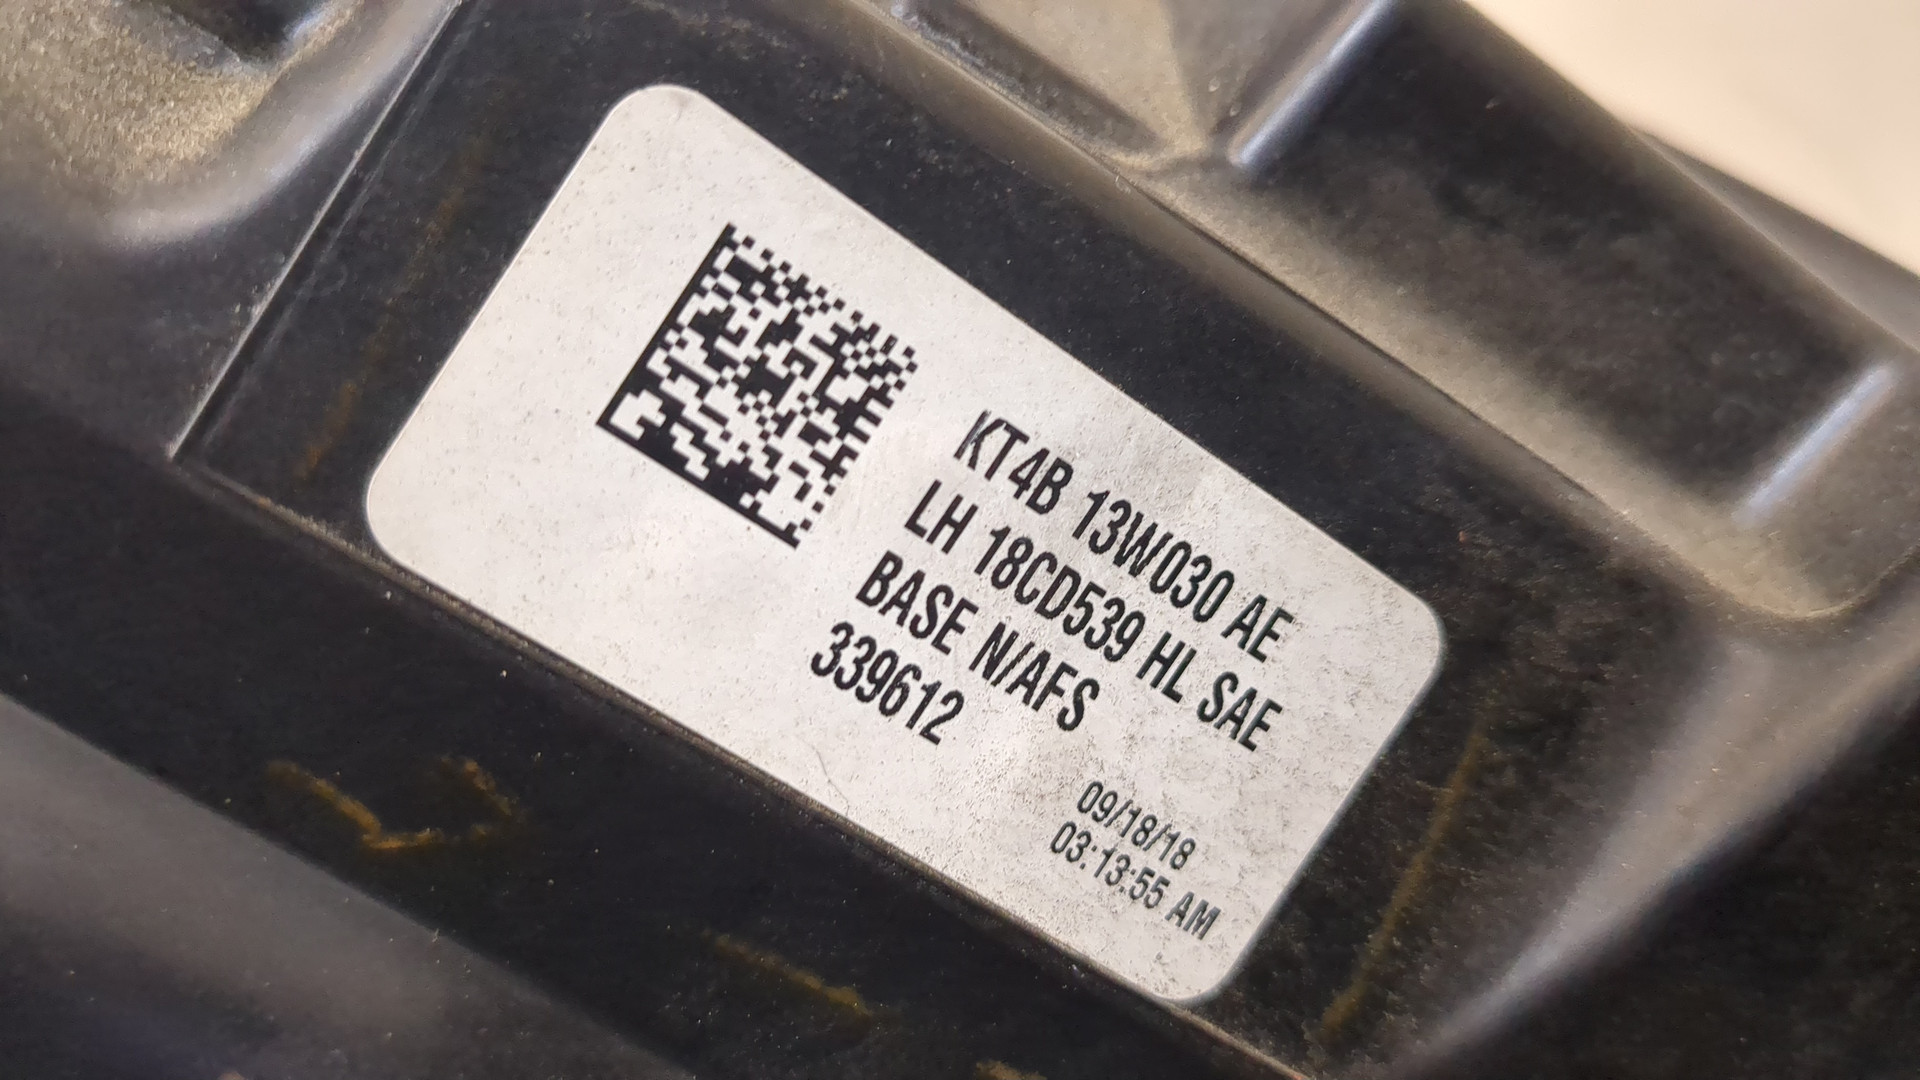 KT4B 13W030 AE
LH 18CD539 HL SAE
BASE N/AFS
339612
09/18/18
03:13:55 AM